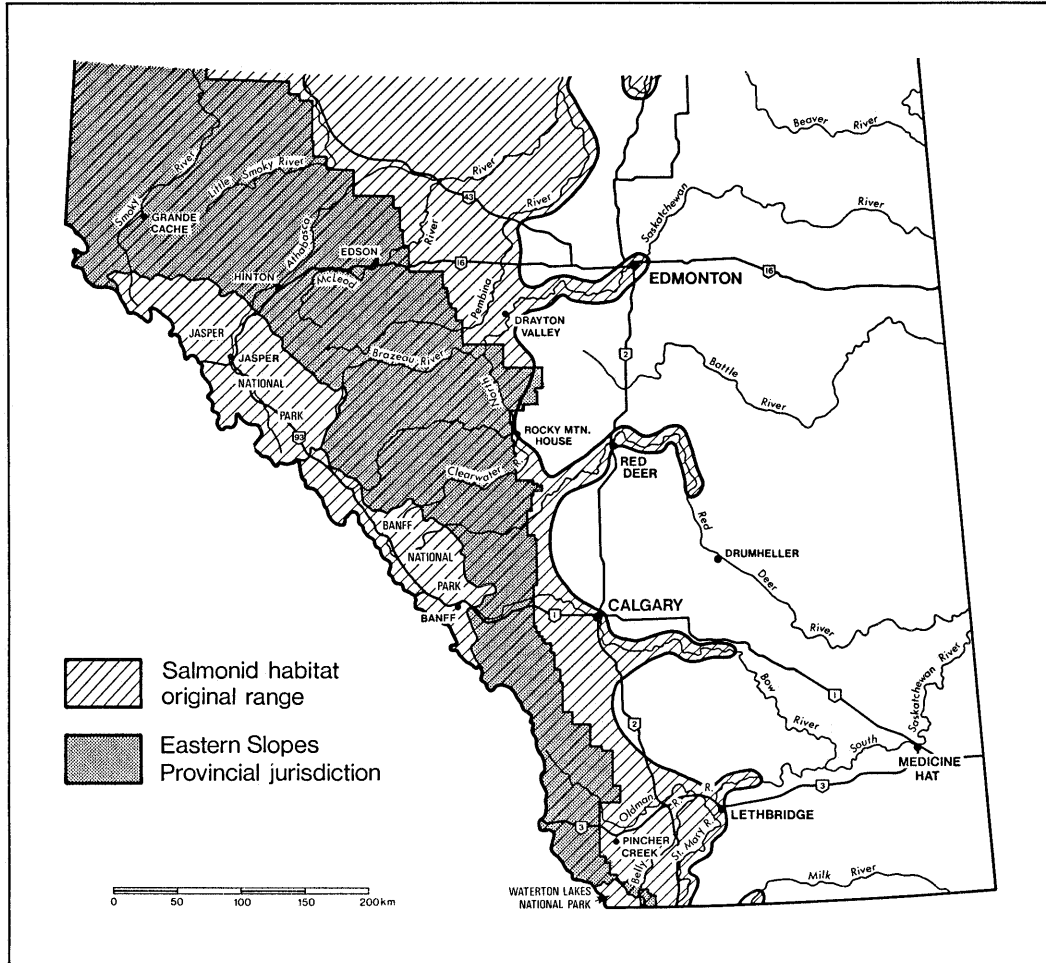 Beaver
River
Smoky
River
Little Smoky River
River
43
River
GRANDE
CACHE
Athabasca
River
Saskatchewan
River
EDSON
16
EDMONTON
16
HINTON
McLeod
Pembina
DRAYTON
VALLEY
JASPER
JASPER
NATIONAL
PARK
93
Brazeau River
North
2
Battle
River
ROCKY MTN.
HOUSE
Clearwater
R.
RED
DEER
Red
Deer
River
DRUMHELLER
BANFF
NATIONAL
PARK
BANFF
1
CALGARY
Bow
River
1
South
Saskatchewan River
MEDICINE
HAT
2
3
Oldman
R.
R.
LETHBRIDGE
3
PINCHER
CREEK
St. Mary R.
Belly
WATERTON LAKES
NATIONAL PARK
Milk River
Salmonid habitat
original range
Eastern Slopes
Provincial jurisdiction
0 50 100 150 200 km